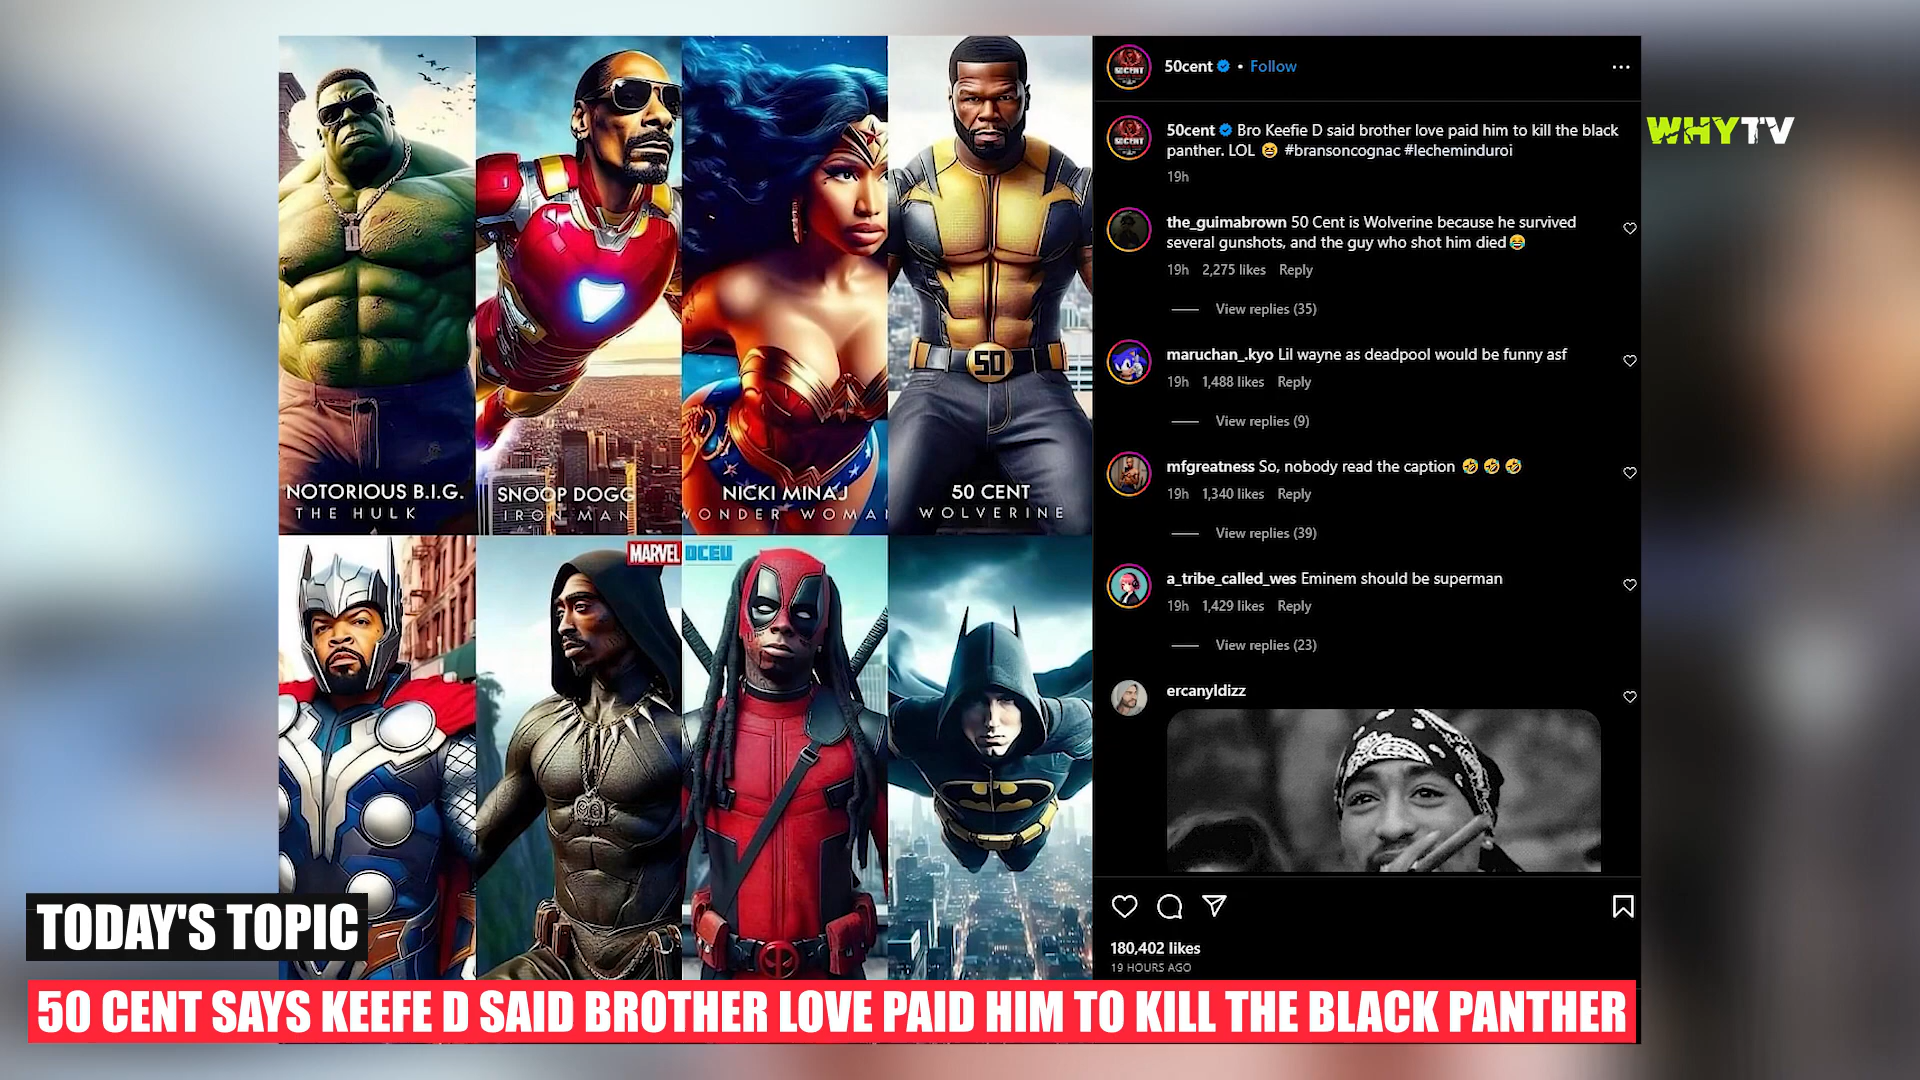 NOTORIOUS B.I.G.
THE HULK
SNOOP DOGG
IRON MAN
NICKI MINAJ
WONDER WOMAN
50 CENT
WOLVERINE
MARVEL DCEU
50
50cent • Follow
50cent Bro Keefie D said brother love paid him to kill the black
panther. LOL 😆 #bransoncognac #lecheminduroi
19h
the_guimabrown 50 Cent is Wolverine because he survived
several gunshots, and the guy who shot him died😂
19h 2,275 likes Reply
View replies (35)
maruchan_.kyo Lil wayne as deadpool would be funny asf
19h 1,488 likes Reply
View replies (9)
mfgreatness So, nobody read the caption 🤣 🤣 🤣
19h 1,340 likes Reply
View replies (39)
a_tribe_called_wes Eminem should be superman
19h 1,429 likes Reply
View replies (23)
ercanyldizz
180,402 likes
19 HOURS AGO
WHYTV
TODAY'S TOPIC
50 CENT SAYS KEEFE D SAID BROTHER LOVE PAID HIM TO KILL THE BLACK PANTHER